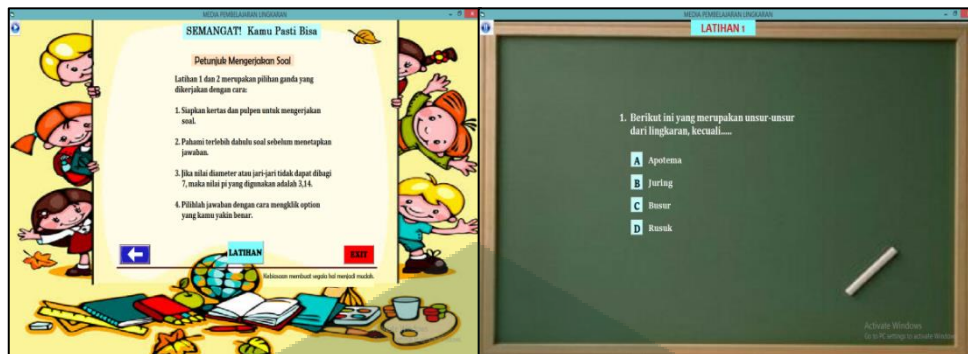 MEDIA PEMBELAJARAN LINGKARAN
SEMANGAT! Kamu Pasti Bisa
Petunjuk Mengerjakan Soal
Latihan 1 dan 2 merupakan pilihan ganda yang
dikerjakan dengan cara:
1. Siapkan kertas dan pulpen untuk mengerjakan
soal.
2. Pahami terlebih dahulu soal sebelum menetapkan
jawaban.
3. Jika nilai diameter atau jari-jari tidak dapat dibagi
7, maka nilai pi yang digunakan adalah 3,14.
4. Pilihlah jawaban dengan cara mengklik option
yang kamu yakin benar.
LATIHAN
EXIT
Kebiasaan membuat segala hal menjadi mudah.
MEDIA PEMBELAJARAN LINGKARAN
LATIHAN 1
1. Berikut ini yang merupakan unsur-unsur
dari lingkaran, kecuali.....
A Apotema
B Juring
C Busur
D Rusuk
Activate Windows
Go to PC settings to activate Windows